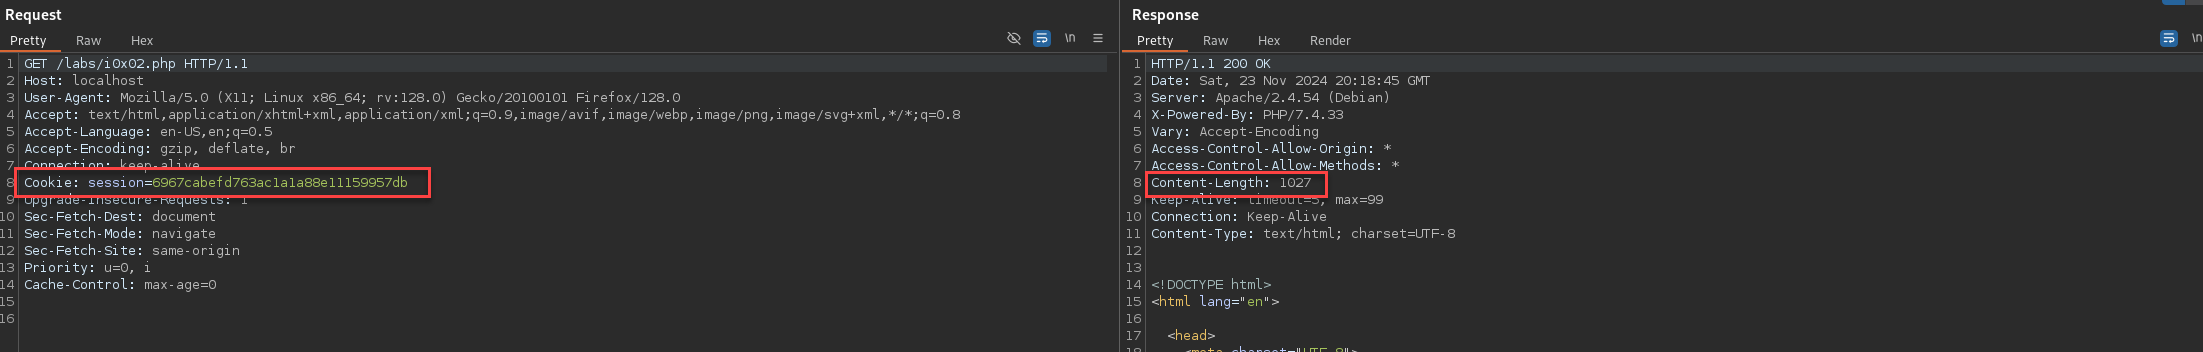 Request
Pretty Raw Hex
\n
1 GET /labs/i0x02.php HTTP/1.1
2 Host: localhost
3 User-Agent: Mozilla/5.0 (X11; Linux x86_64; rv:128.0) Gecko/20100101 Firefox/128.0
4 Accept: text/html,application/xhtml+xml,application/xml;q=0.9,image/avif,image/webp,image/png,image/svg+xml,*/*;q=0.8
5 Accept-Language: en-US,en;q=0.5
6 Accept-Encoding: gzip, deflate, br
7 Connection: keep-alive
8 Cookie: session=6967cabefd763ac1a1a88e11159957db
9 Upgrade-Insecure-Requests: 1
10 Sec-Fetch-Dest: document
11 Sec-Fetch-Mode: navigate
12 Sec-Fetch-Site: same-origin
13 Priority: u=0, i
14 Cache-Control: max-age=0
15
16
Response
Pretty Raw Hex Render
\n
1 HTTP/1.1 200 OK
2 Date: Sat, 23 Nov 2024 20:18:45 GMT
3 Server: Apache/2.4.54 (Debian)
4 X-Powered-By: PHP/7.4.33
5 Vary: Accept-Encoding
6 Access-Control-Allow-Origin: *
7 Access-Control-Allow-Methods: *
8 Content-Length: 1027
9 Keep-Alive: timeout=5, max=99
10 Connection: Keep-Alive
11 Content-Type: text/html; charset=UTF-8
12
13
14 <!DOCTYPE html>
15 <html lang="en">
16
17 <head>
18 <meta charset="UTF-8">